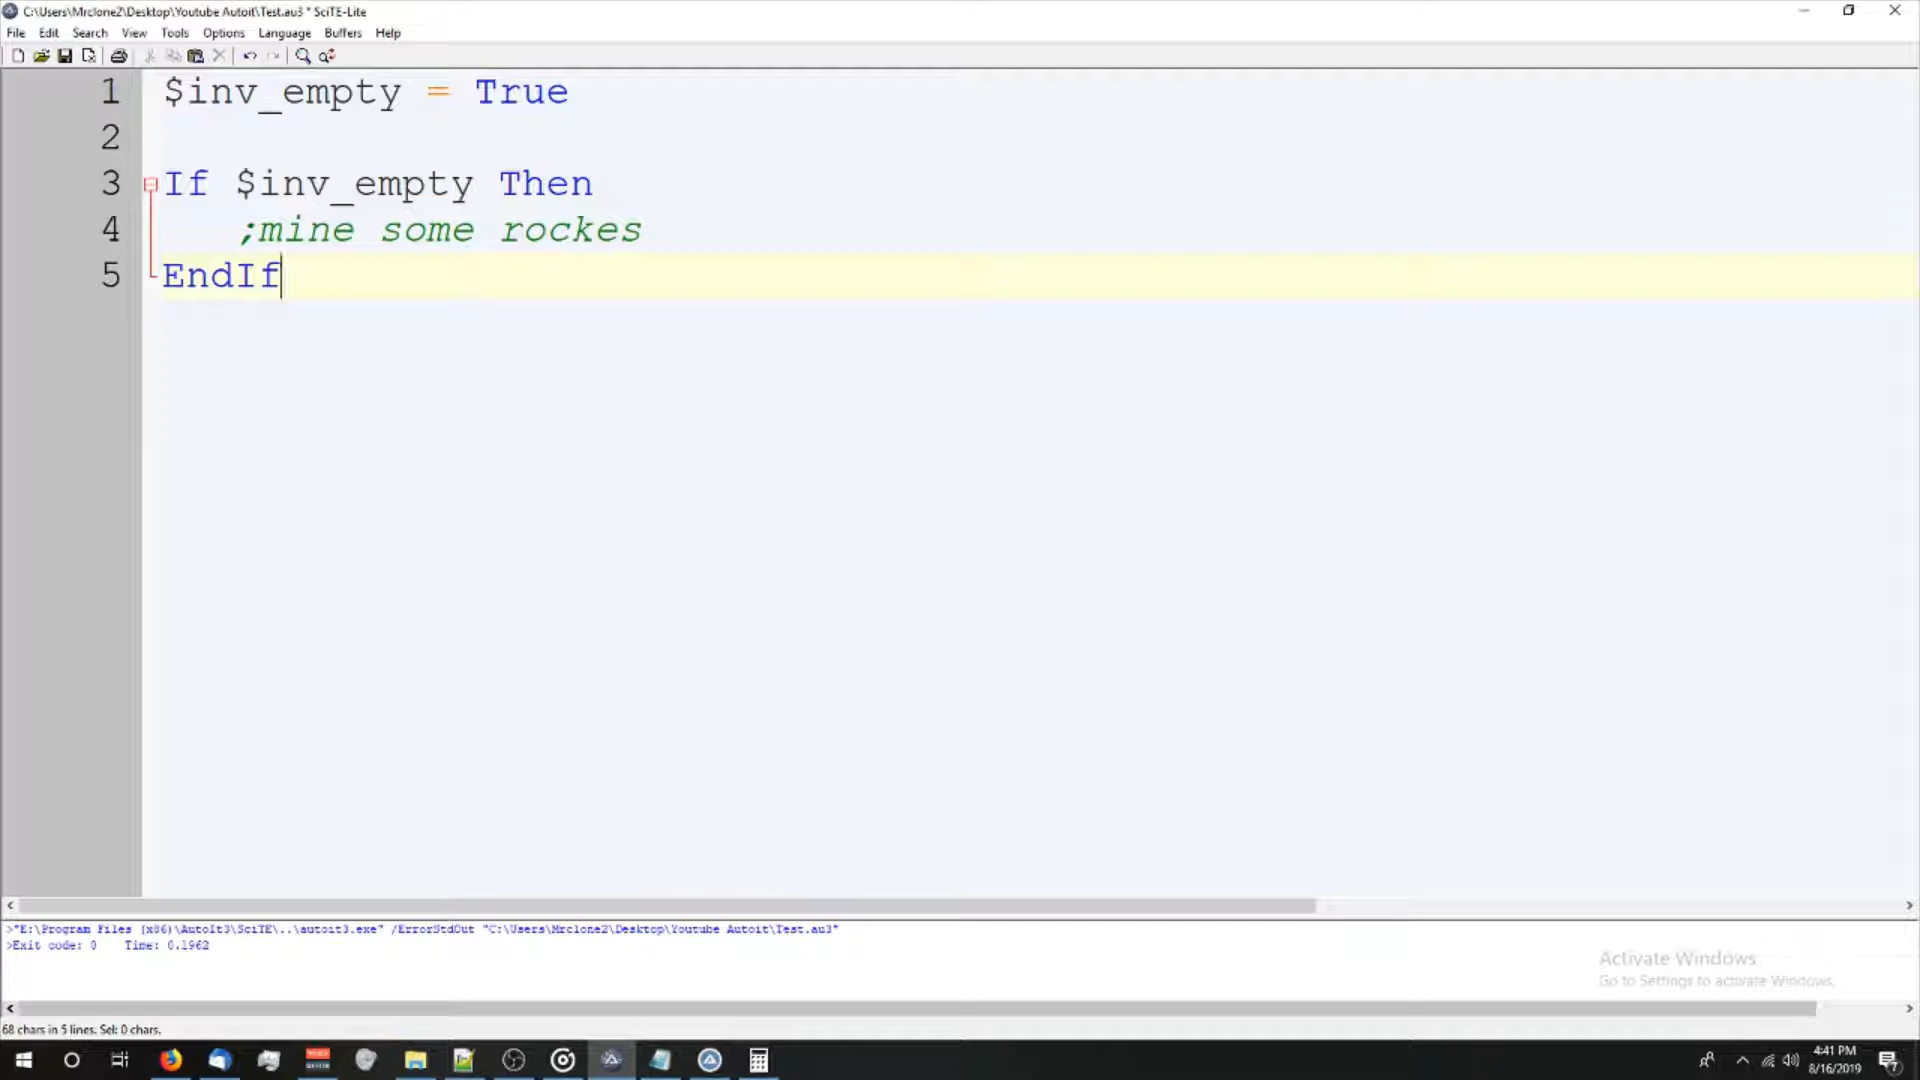 C:\Users\Mrclone2\Desktop\Youtube Autoit\Test.au3 * SciTE-Lite
File Edit Search View Tools Options Language Buffers Help
1 $inv_empty = True
2
3 If $inv_empty Then
4 ;mine some rockes
5 EndIf
>"E:\Program Files (x86)\AutoIt3\SciTE\..\autoit3.exe" /ErrorStdOut "C:\Users\Mrclone2\Desktop\Youtube Autoit\Test.au3"
>Exit code: 0 Time: 0.1962
Activate Windows
Go to Settings to activate Windows.
68 chars in 5 lines. Sel: 0 chars.
4:41 PM
8/16/2019
7